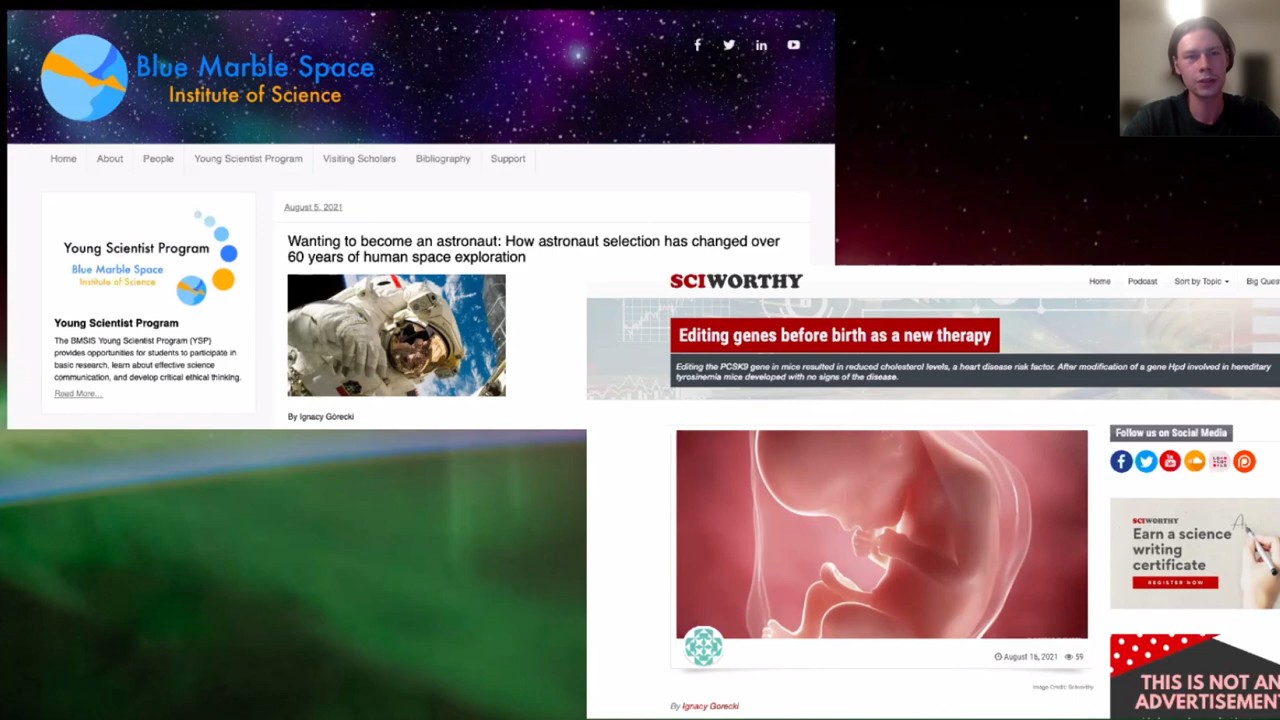 Blue Marble Space
Institute of Science
Home About People Young Scientist Program Visiting Scholars Bibliography Support
Young Scientist Program
Blue Marble Space
Institute of Science
Young Scientist Program
The BMSIS Young Scientist Program (YSP)
provides opportunities for students to participate in
basic research, learn about effective science
communication, and develop critical ethical thinking.
Read More...
August 5, 2021
Wanting to become an astronaut: How astronaut selection has changed over
60 years of human space exploration
By Ignacy Górecki
SCIWORTHY
Home Podcast Sort by Topic Big Ques
Editing genes before birth as a new therapy
Editing the PCSK9 gene in mice resulted in reduced cholesterol levels, a heart disease risk factor. After modification of a gene Hpd involved in hereditary
tyrosinemia mice developed with no signs of the disease.
August 16, 2021 59
Image Credit: Sciworthy
By Ignacy Gorecki
Follow us on Social Media
SCIWORTHY
Earn a science
writing
certificate
REGISTER NOW
THIS IS NOT AN
ADVERTISEMENT